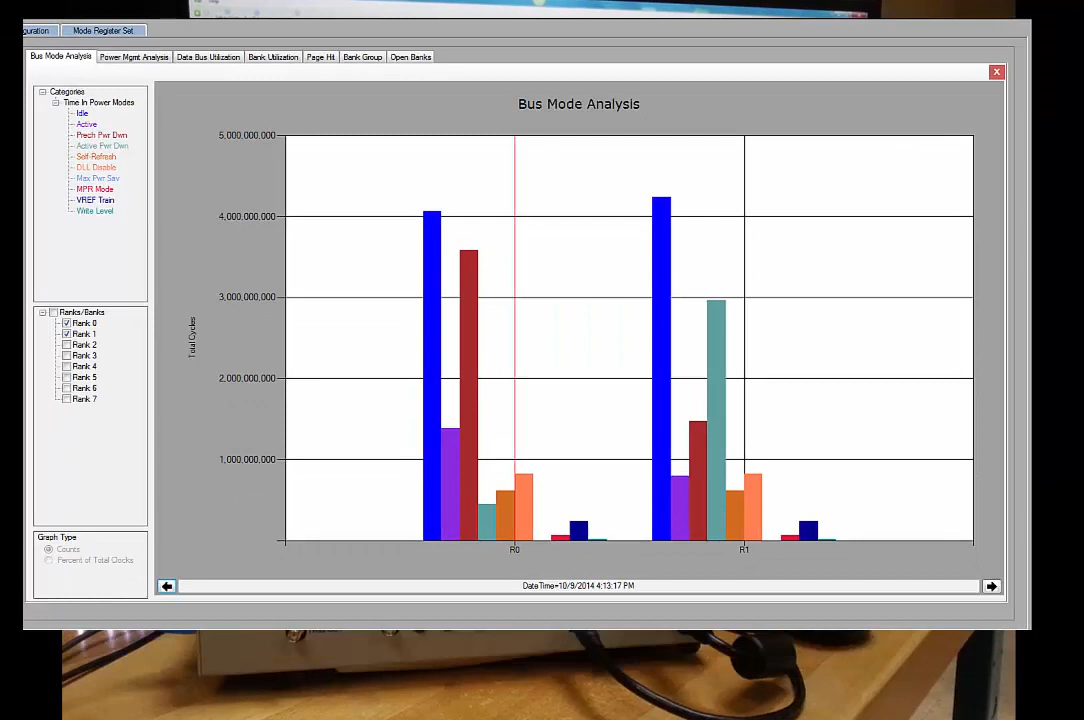 guration Mode Register Set
Bus Mode Analysis Power Mgmt Analysis Data Bus Utilization Bank Utilization Page Hit Bank Group Open Banks
X
Categories
Time In Power Modes
Idle
Active
Prech Pwr Dwn
Active Pwr Dwn
Self-Refresh
DLL Disable
Max Pwr Sav
MPR Mode
VREF Train
Write Level
Ranks/Banks
Rank 0
Rank 1
Rank 2
Rank 3
Rank 4
Rank 5
Rank 6
Rank 7
Graph Type
Counts
Percent of Total Clocks
Bus Mode Analysis
Total Cycles
5,000,000,000
4,000,000,000
3,000,000,000
2,000,000,000
1,000,000,000
R0 R1
DateTime=10/9/2014 4:13:17 PM